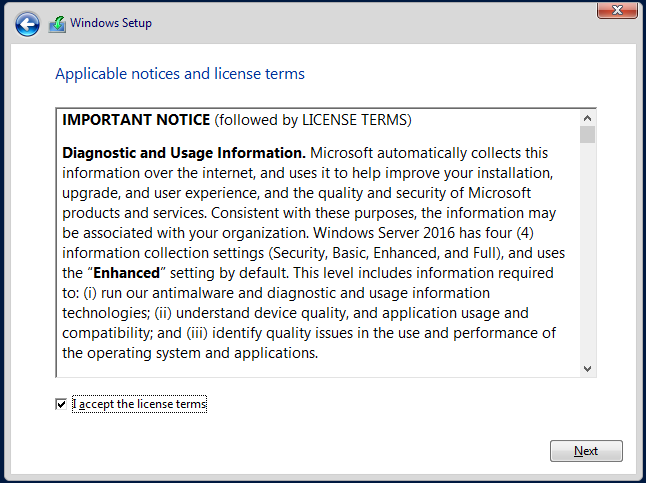 Windows Setup
Applicable notices and license terms
IMPORTANT NOTICE (followed by LICENSE TERMS)
Diagnostic and Usage Information. Microsoft automatically collects this
information over the internet, and uses it to help improve your installation,
upgrade, and user experience, and the quality and security of Microsoft
products and services. Consistent with these purposes, the information may
be associated with your organization. Windows Server 2016 has four (4)
information collection settings (Security, Basic, Enhanced, and Full), and uses
the “Enhanced” setting by default. This level includes information required
to: (i) run our antimalware and diagnostic and usage information
technologies; (ii) understand device quality, and application usage and
compatibility; and (iii) identify quality issues in the use and performance of
the operating system and applications.
I accept the license terms
Next